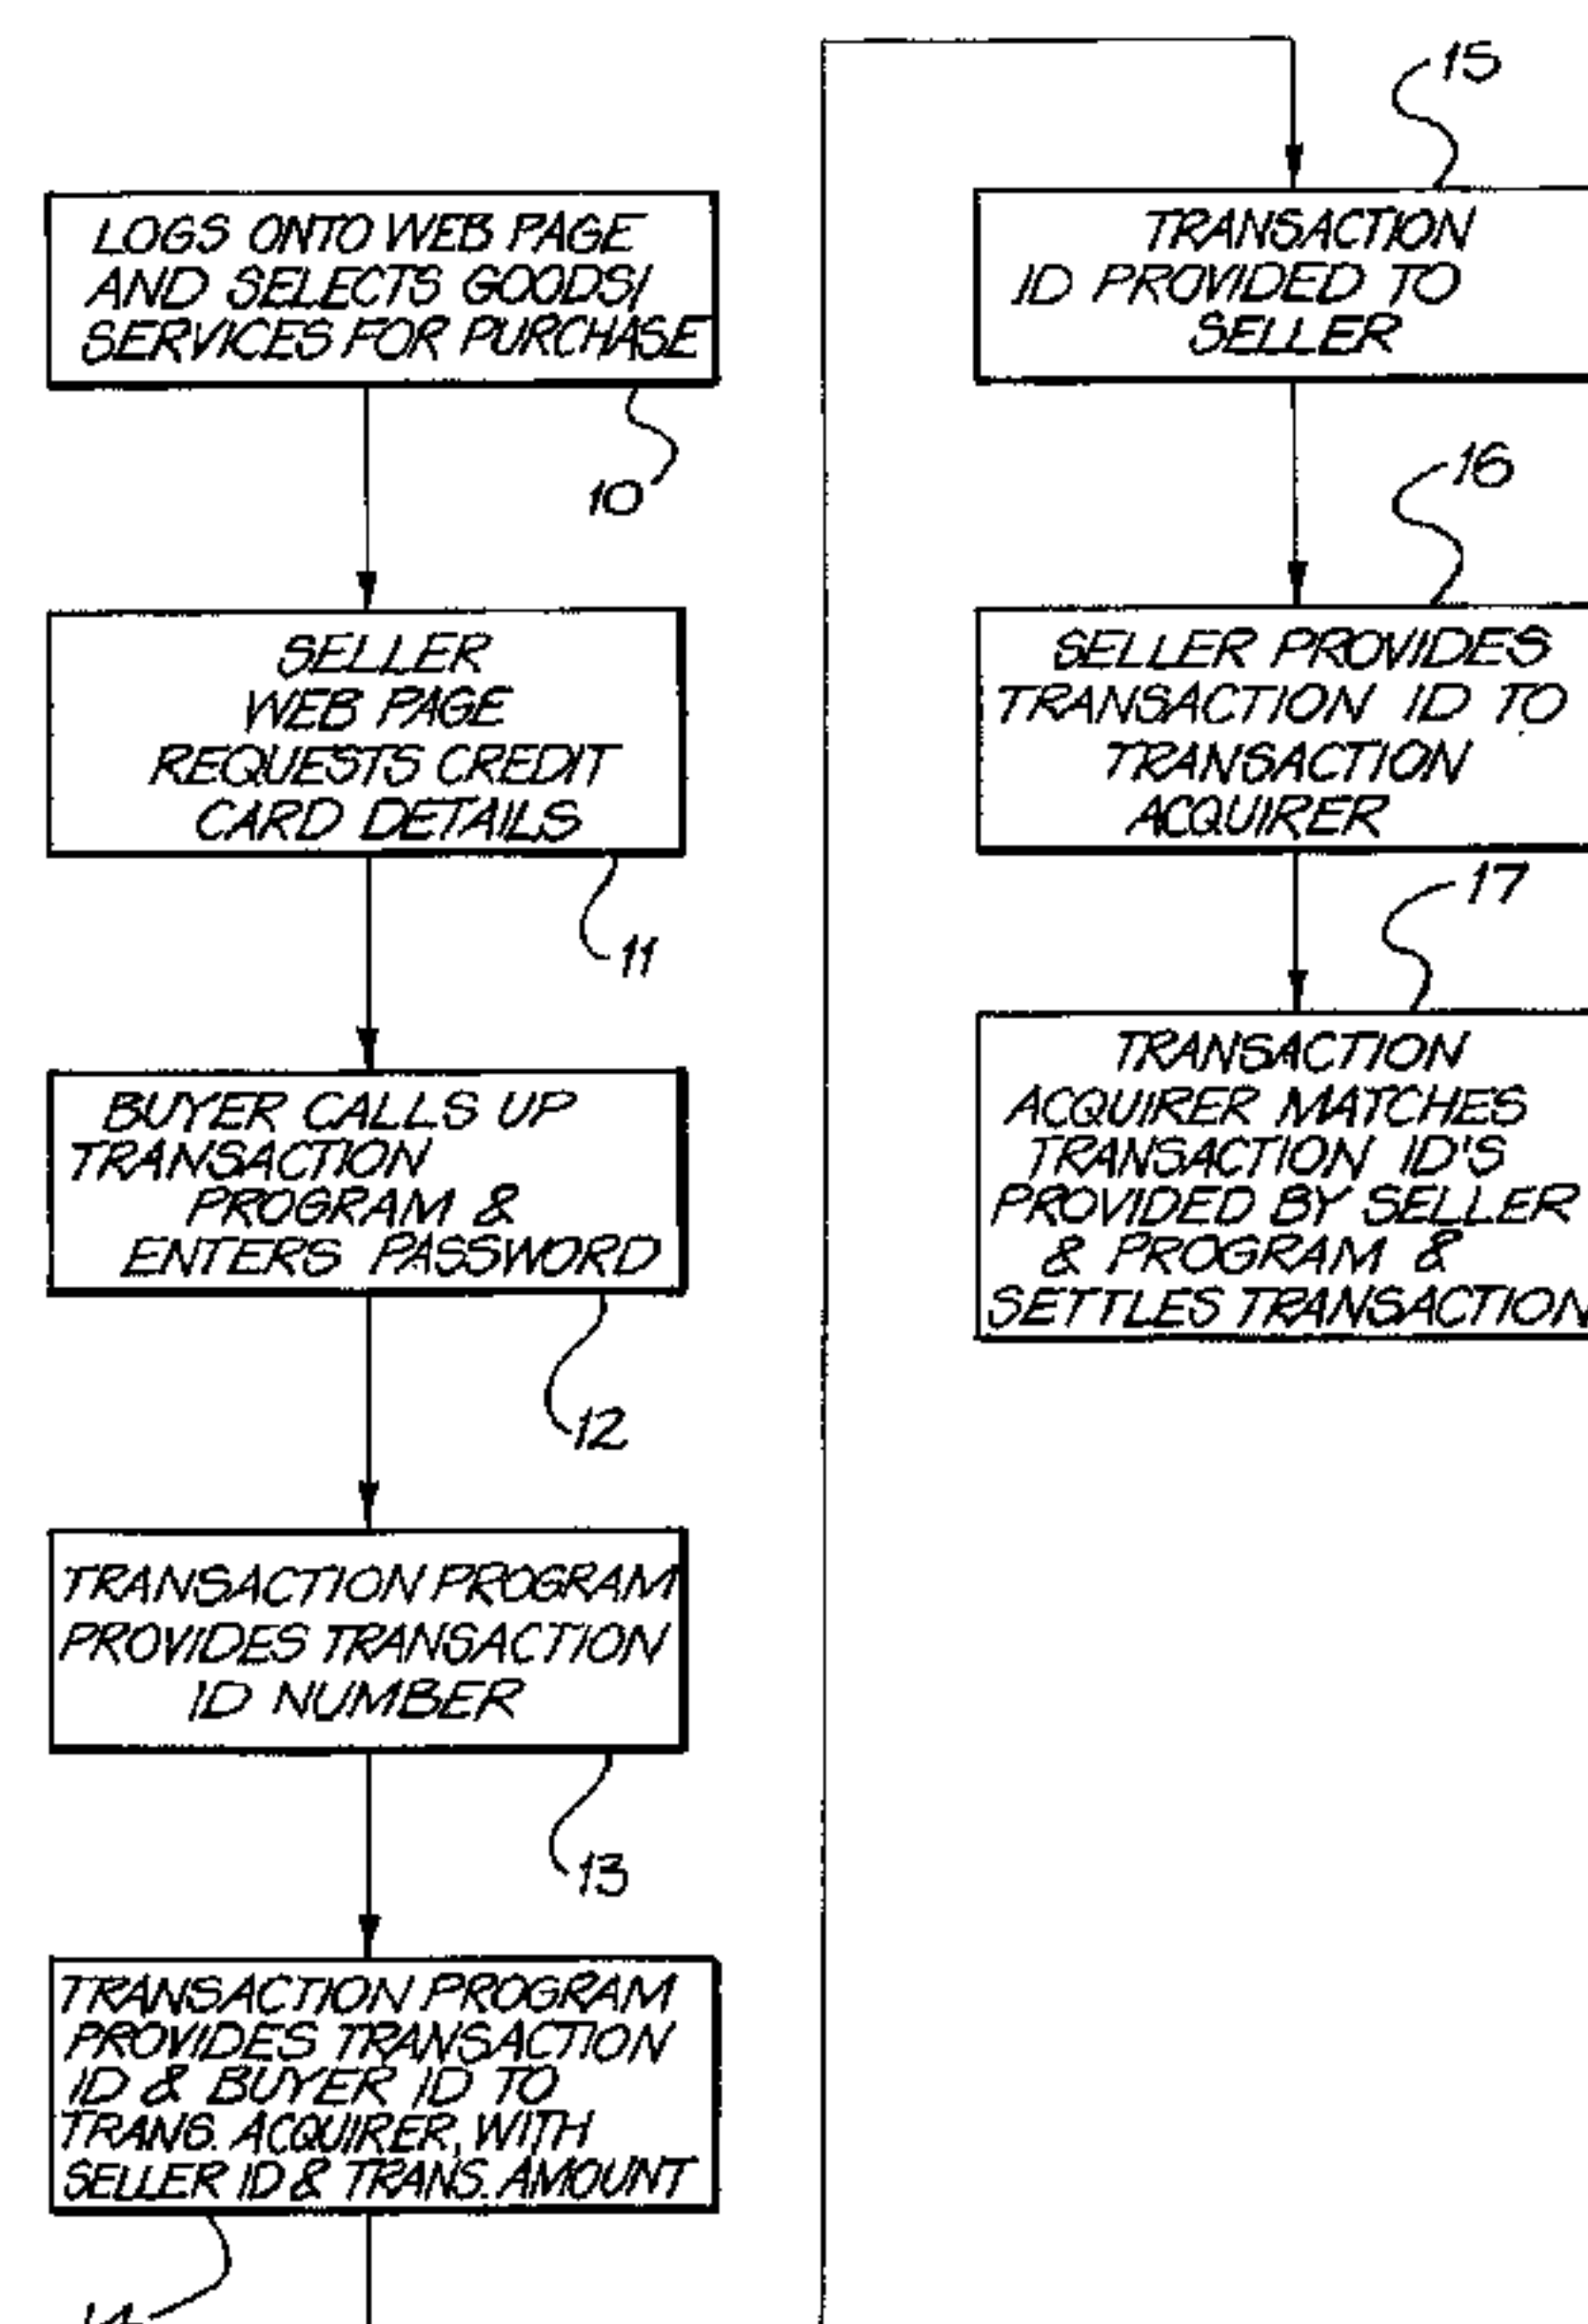 LOGS ONTO WEB PAGE
AND SELECTS GOODS/
SERVICES FOR PURCHASE
10
SELLER
WEB PAGE
REQUESTS CREDIT
CARD DETAILS
11
BUYER CALLS UP
TRANSACTION
PROGRAM &
ENTERS PASSWORD
12
TRANSACTION PROGRAM
PROVIDES TRANSACTION
ID NUMBER
13
TRANSACTION PROGRAM
PROVIDES TRANSACTION
ID & BUYER ID TO
TRANS. ACQUIRER, WITH
SELLER ID & TRANS. AMOUNT
14
15
TRANSACTION
ID PROVIDED TO
SELLER
16
SELLER PROVIDES
TRANSACTION ID TO
TRANSACTION
ACQUIRER
17
TRANSACTION
ACQUIRER MATCHES
TRANSACTION ID'S
PROVIDED BY SELLER
& PROGRAM &
SETTLES TRANSACTION